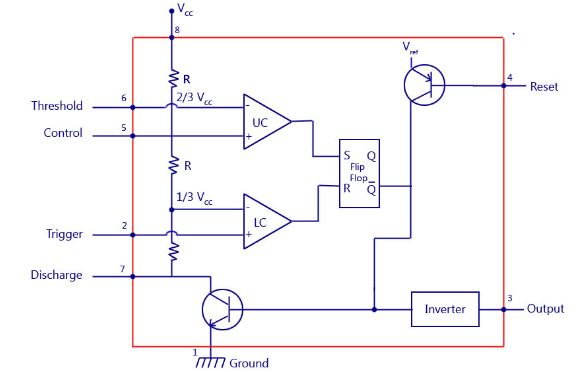 Vcc
8
Vref
R
4
Reset
6
2/3 Vcc
Threshold
-
UC
5
Control
+
S Q
Flip
R
Flop
R Q̅
1/3 Vcc
-
LC
2
Trigger
+
7
Discharge
3
Inverter
Output
1
Ground